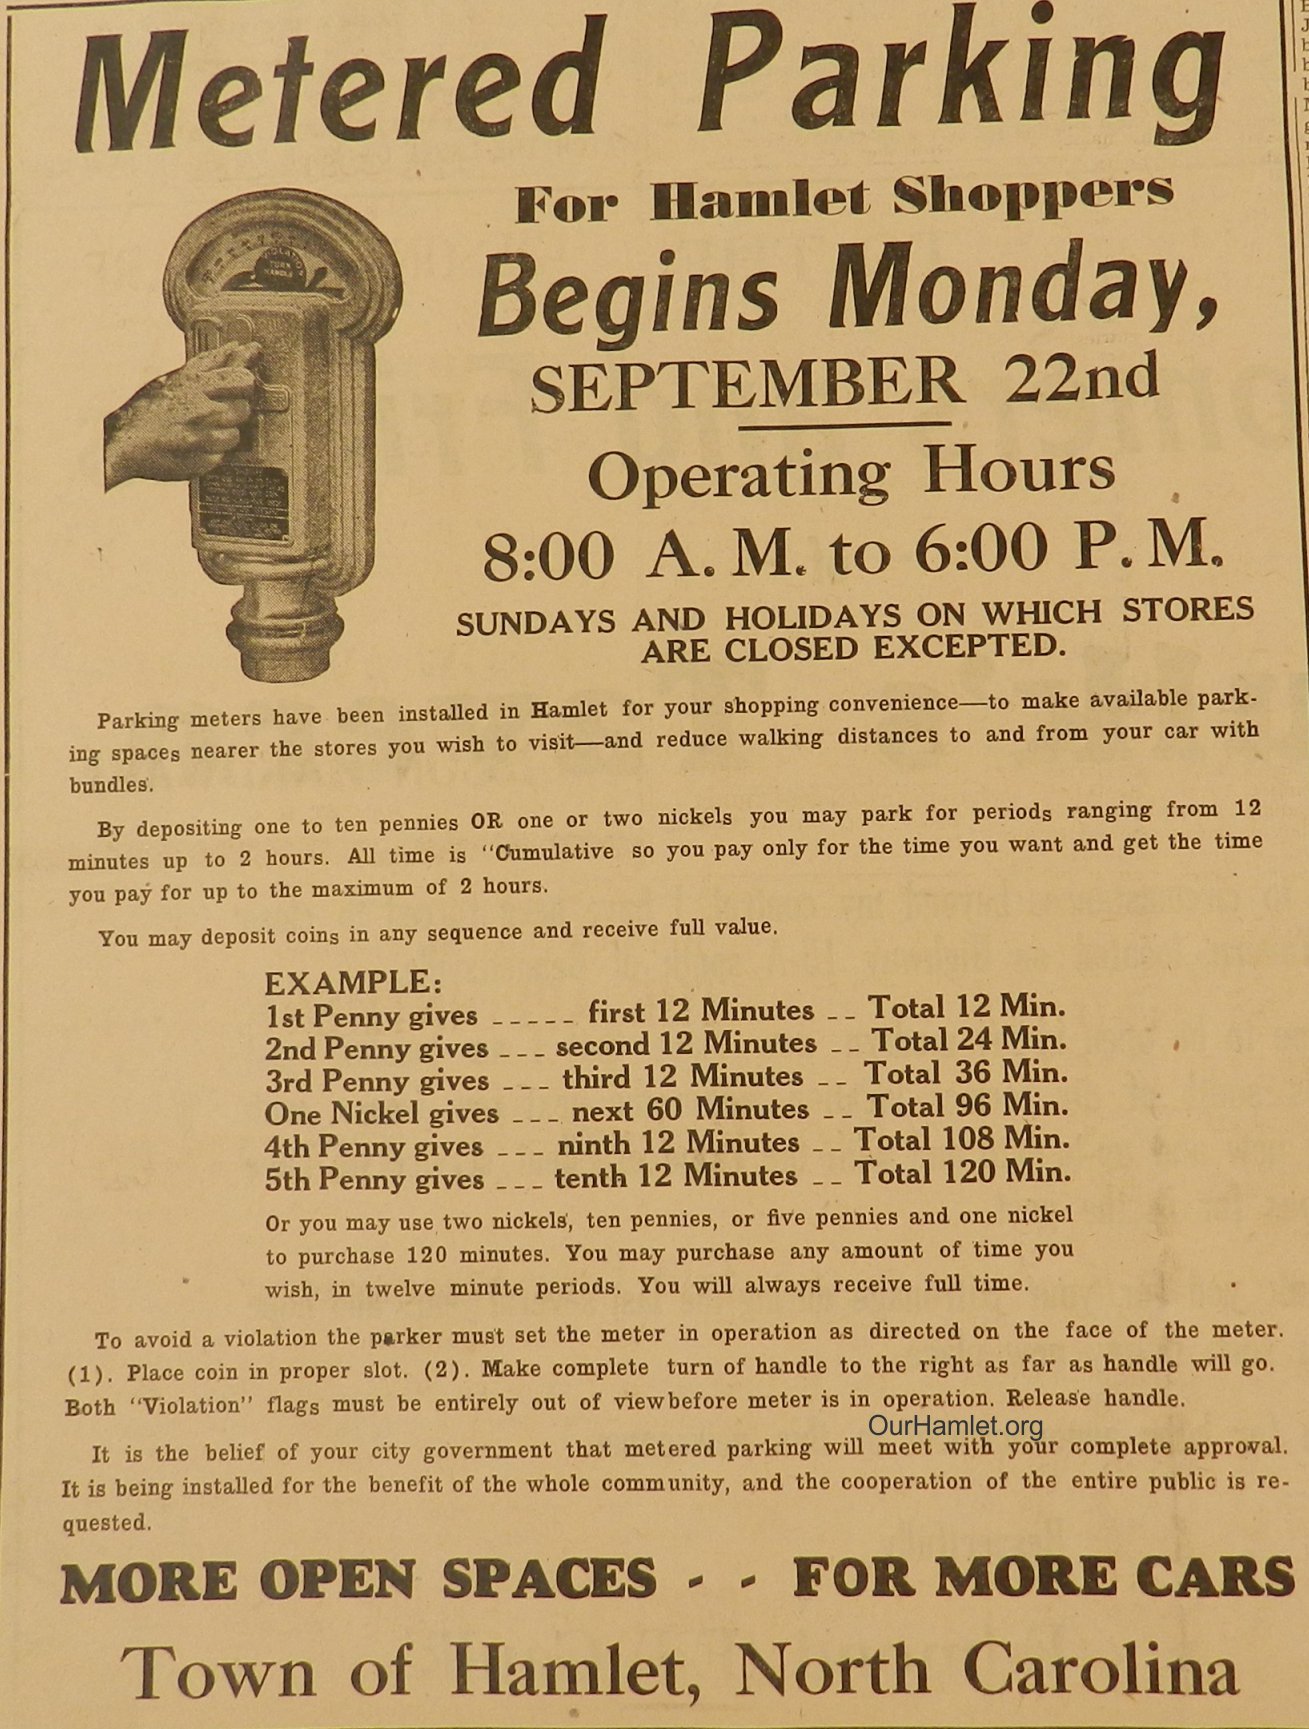 Metered Parking
For Hamlet Shoppers
Begins Monday,
SEPTEMBER 22nd
Operating Hours
8:00 A. M. to 6:00 P. M.
SUNDAYS AND HOLIDAYS ON WHICH STORES
ARE CLOSED EXCEPTED.
VIOLATION
TURN
HANDLE
Parking meters have been installed in Hamlet for your shopping convenience—to make available park-
ing spaces nearer the stores you wish to visit—and reduce walking distances to and from your car with
bundles.
By depositing one to ten pennies OR one or two nickels you may park for periods ranging from 12
minutes up to 2 hours. All time is "Cumulative so you pay only for the time you want and get the time
you pay for up to the maximum of 2 hours.
You may deposit coins in any sequence and receive full value.
EXAMPLE:
1st Penny gives _ _ _ _ _ first 12 Minutes _ _ Total 12 Min.
2nd Penny gives _ _ _ second 12 Minutes _ _ Total 24 Min.
3rd Penny gives _ _ _ third 12 Minutes _ _ Total 36 Min.
One Nickel gives _ _ _ next 60 Minutes _ _ Total 96 Min.
4th Penny gives _ _ _ ninth 12 Minutes _ _ Total 108 Min.
5th Penny gives _ _ _ tenth 12 Minutes _ _ Total 120 Min.
Or you may use two nickels, ten pennies, or five pennies and one nickel
to purchase 120 minutes. You may purchase any amount of time you
wish, in twelve minute periods. You will always receive full time.
To avoid a violation the parker must set the meter in operation as directed on the face of the meter.
(1). Place coin in proper slot. (2). Make complete turn of handle to the right as far as handle will go.
Both "Violation" flags must be entirely out of view before meter is in operation. Release handle.
OurHamlet.org
It is the belief of your city government that metered parking will meet with your complete approval.
It is being installed for the benefit of the whole community, and the cooperation of the entire public is re-
quested.
MORE OPEN SPACES - - FOR MORE CARS
Town of Hamlet, North Carolina